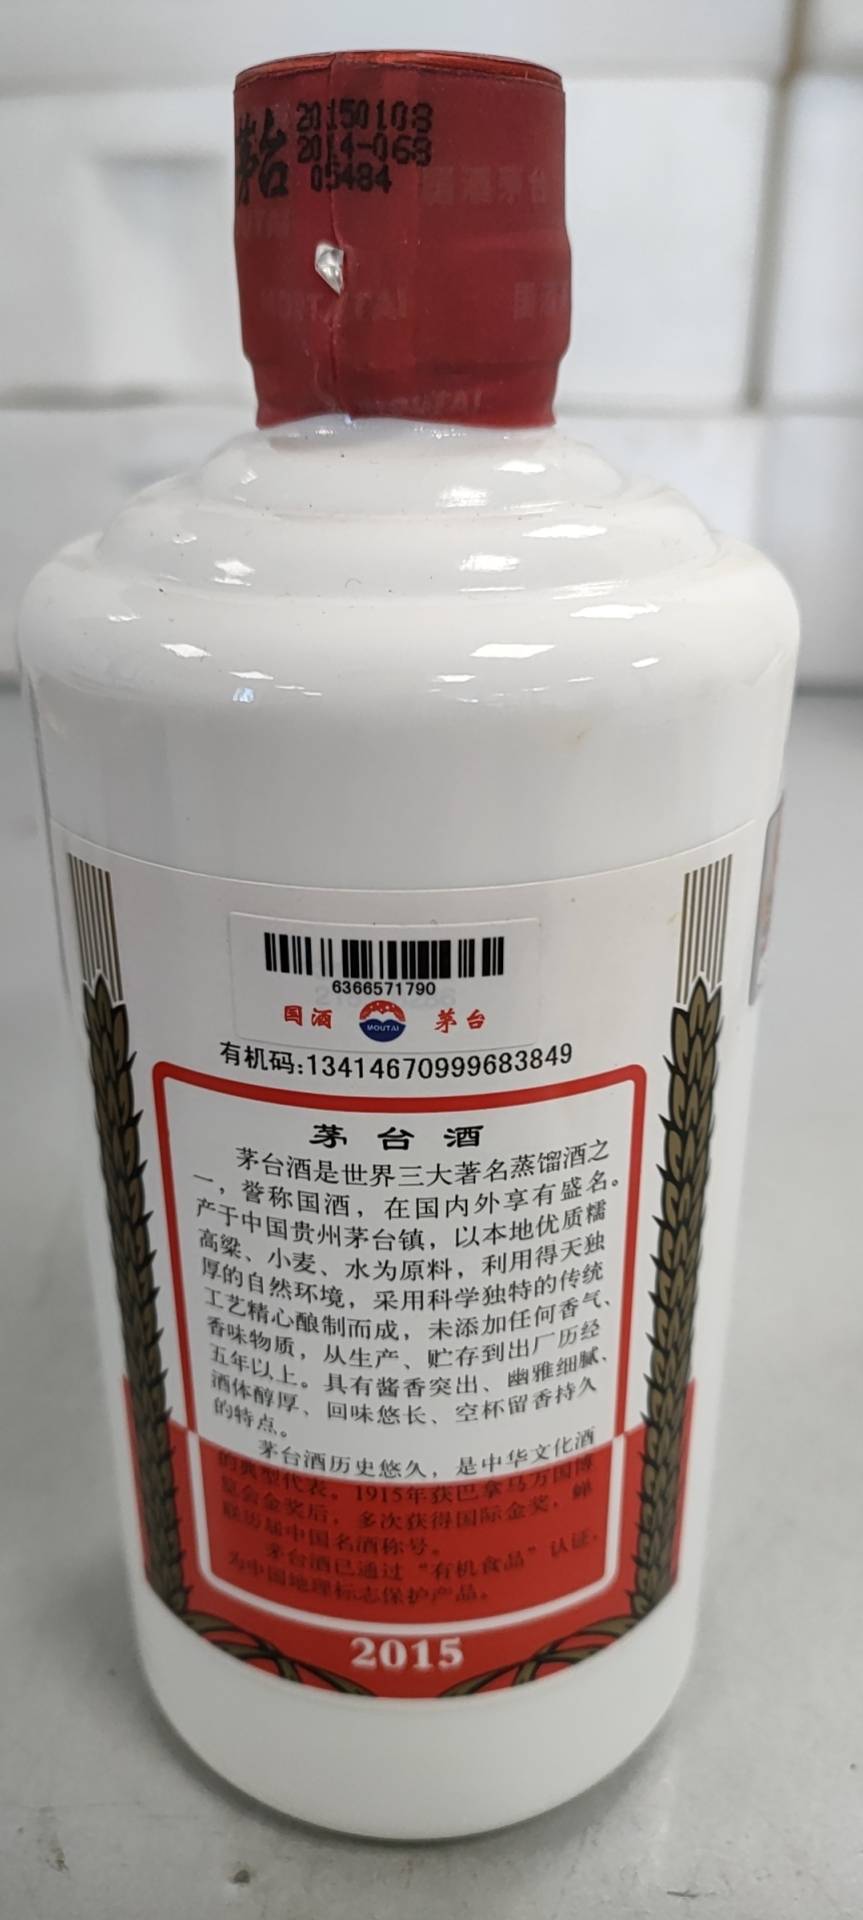 茅台
20150108
2014-068
05484
国酒茅台
MOUTAI
6366571790
国酒
MOUTAI
茅台
有机码:13414670999683849
茅台酒
茅台酒是世界三大著名蒸馏酒之
一，誉称国酒，在国内外享有盛名。
产于中国贵州茅台镇，以本地优质糯
高粱、小麦、水为原料，利用得天独
厚的自然环境，采用科学独特的传统
工艺精心酿制而成，未添加任何香气、
香味物质，从生产、贮存到出厂历经
五年以上。具有酱香突出、幽雅细腻、
酒体醇厚、回味悠长、空杯留香持久
的特点。
茅台酒历史悠久，是中华文化酒
的典型代表。1915年获巴拿马万国博
览会金奖后，多次获得国际金奖，蝉
联历届中国名酒称号。
茅台酒已通过“有机食品”认证，
为中国地理标志保护产品。
2015